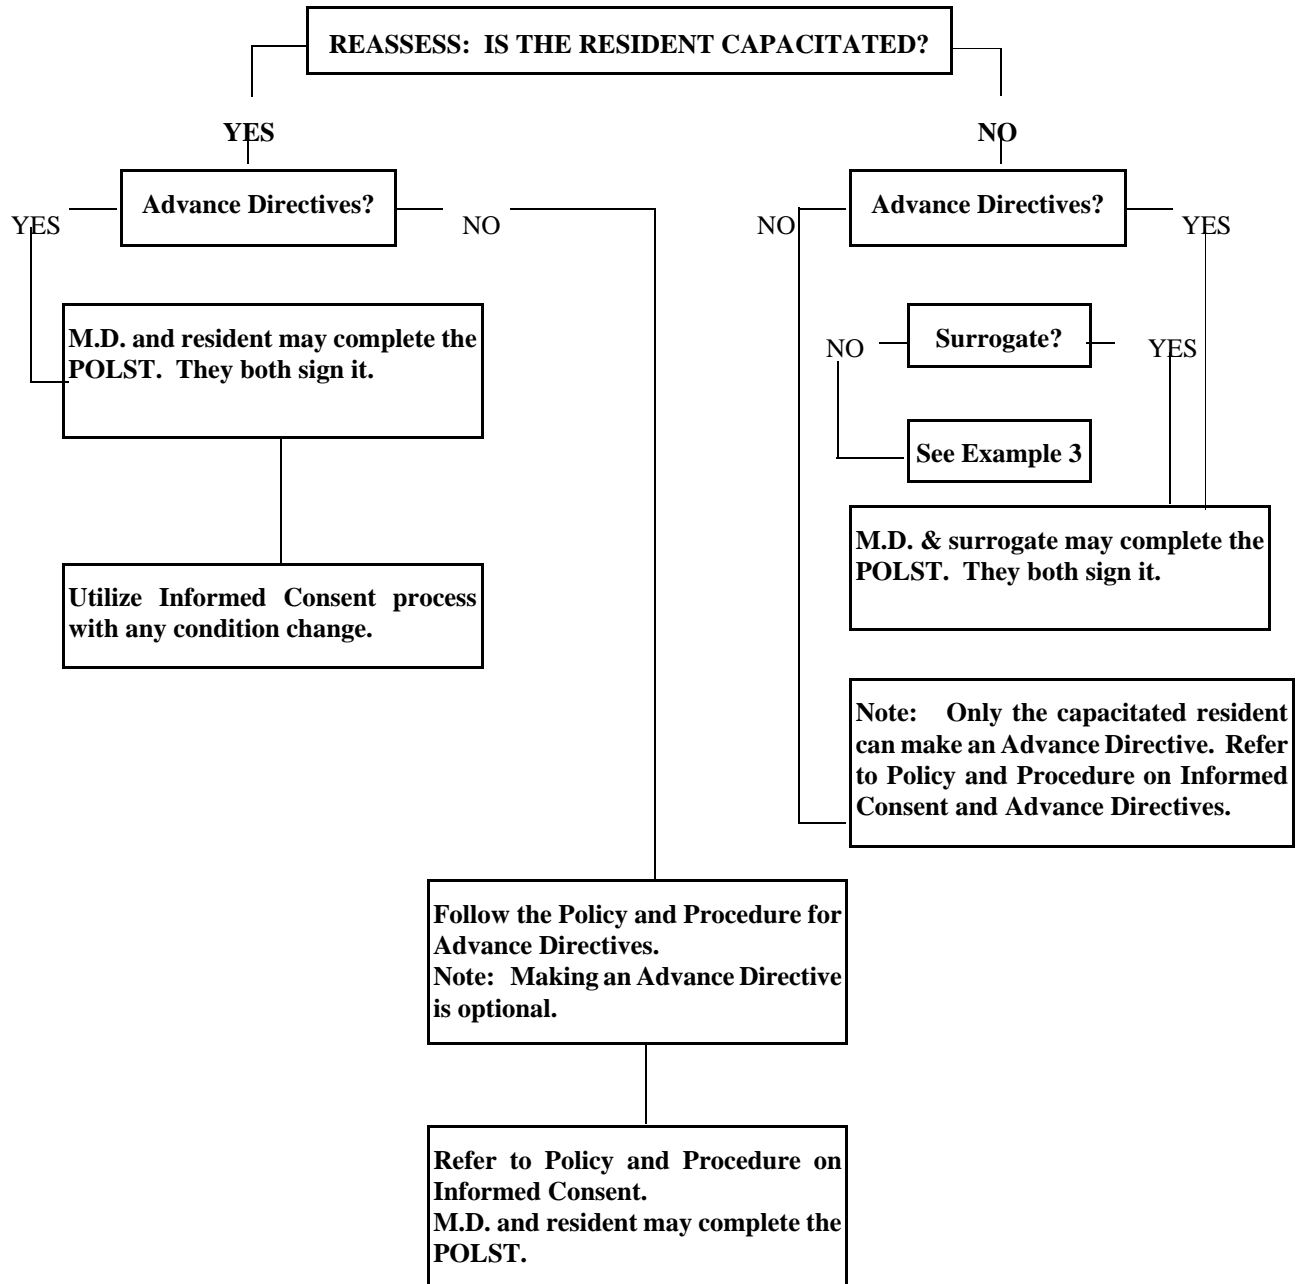 REASSESS: IS THE RESIDENT CAPACITATED?
YES
NO
Advance Directives?
YES
NO
Advance Directives?
NO
YES
M.D. and resident may complete the
POLST. They both sign it.
Surrogate?
NO
YES
See Example 3
M.D. & surrogate may complete the
POLST. They both sign it.
Utilize Informed Consent process
with any condition change.
Note: Only the capacitated resident
can make an Advance Directive. Refer
to Policy and Procedure on Informed
Consent and Advance Directives.
Follow the Policy and Procedure for
Advance Directives.
Note: Making an Advance Directive
is optional.
Refer to Policy and Procedure on
Informed Consent.
M.D. and resident may complete the
POLST.